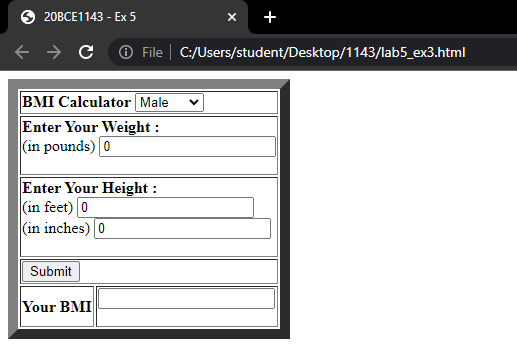 20BCE1143 - Ex 5
File C:/Users/student/Desktop/1143/lab5_ex3.html
BMI Calculator Male
Enter Your Weight :
(in pounds) 0
Enter Your Height :
(in feet) 0
(in inches) 0
Submit
Your BMI